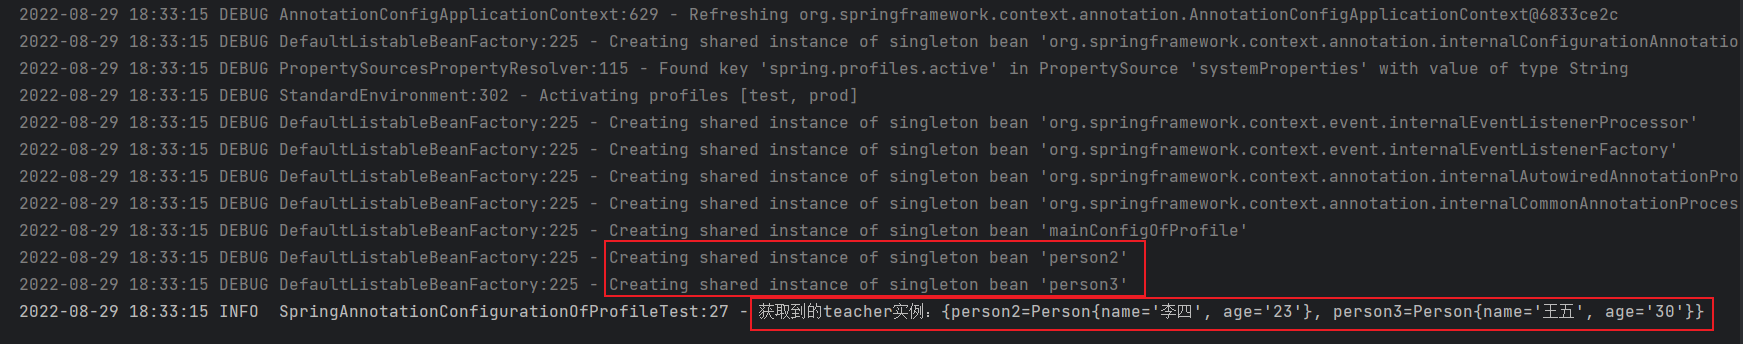 2022-08-29 18:33:15 DEBUG AnnotationConfigApplicationContext:629 - Refreshing org.springframework.context.annotation.AnnotationConfigApplicationContext@6833ce2c
2022-08-29 18:33:15 DEBUG DefaultListableBeanFactory:225 - Creating shared instance of singleton bean 'org.springframework.context.annotation.internalConfigurationAnnotatio
2022-08-29 18:33:15 DEBUG PropertySourcesPropertyResolver:115 - Found key 'spring.profiles.active' in PropertySource 'systemProperties' with value of type String
2022-08-29 18:33:15 DEBUG StandardEnvironment:302 - Activating profiles [test, prod]
2022-08-29 18:33:15 DEBUG DefaultListableBeanFactory:225 - Creating shared instance of singleton bean 'org.springframework.context.event.internalEventListenerProcessor'
2022-08-29 18:33:15 DEBUG DefaultListableBeanFactory:225 - Creating shared instance of singleton bean 'org.springframework.context.event.internalEventListenerFactory'
2022-08-29 18:33:15 DEBUG DefaultListableBeanFactory:225 - Creating shared instance of singleton bean 'org.springframework.context.annotation.internalAutowiredAnnotationPro
2022-08-29 18:33:15 DEBUG DefaultListableBeanFactory:225 - Creating shared instance of singleton bean 'org.springframework.context.annotation.internalCommonAnnotationProces
2022-08-29 18:33:15 DEBUG DefaultListableBeanFactory:225 - Creating shared instance of singleton bean 'mainConfigOfProfile'
2022-08-29 18:33:15 DEBUG DefaultListableBeanFactory:225 - Creating shared instance of singleton bean 'person2'
2022-08-29 18:33:15 DEBUG DefaultListableBeanFactory:225 - Creating shared instance of singleton bean 'person3'
2022-08-29 18:33:15 INFO  SpringAnnotationConfigurationOfProfileTest:27 - 获取到的teacher实例：{person2=Person{name='李四', age='23'}, person3=Person{name='王五', age='30'}}